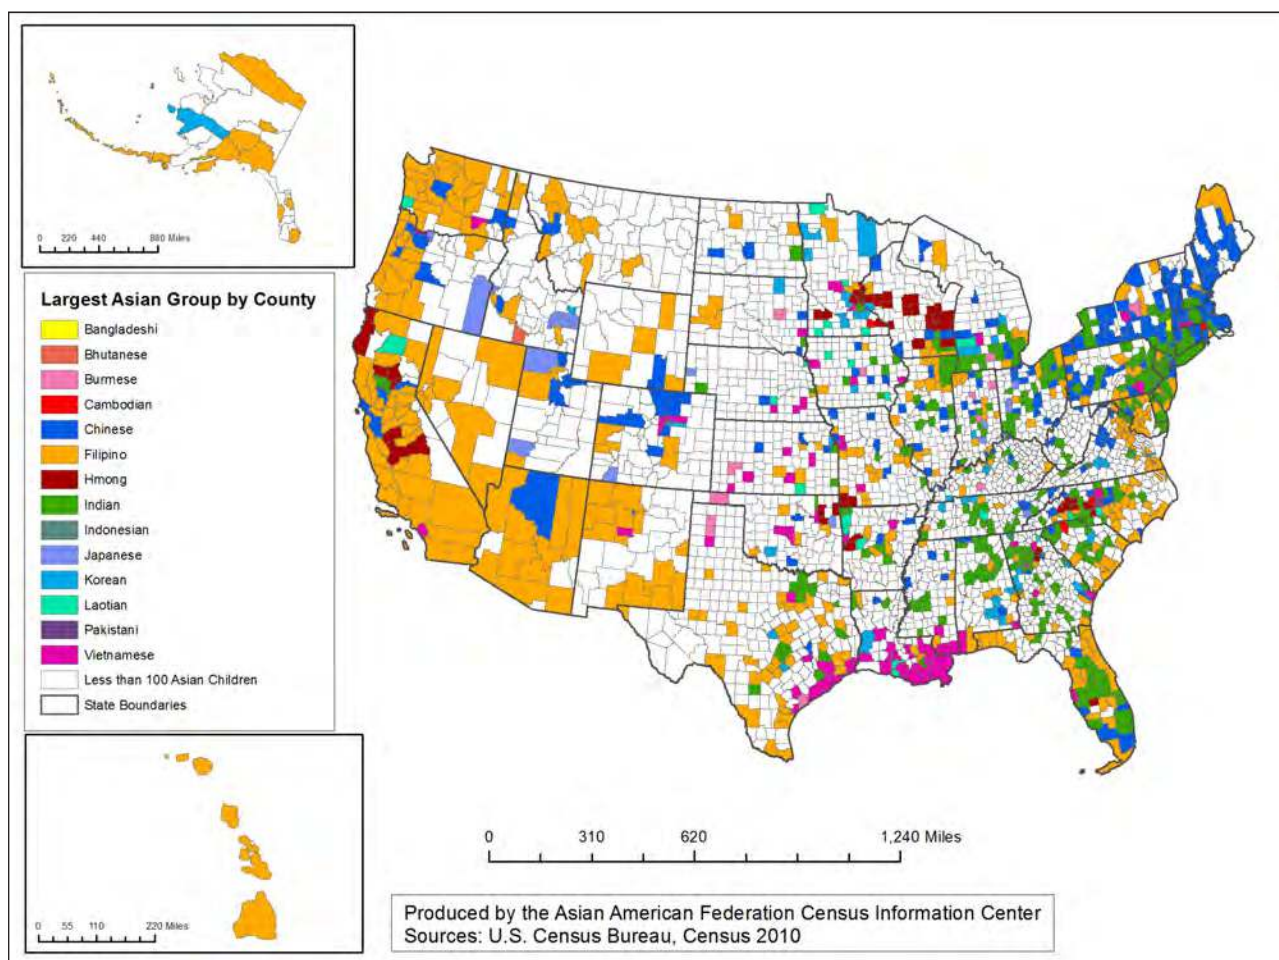 0 220 440 880 Miles
Largest Asian Group by County
Bangladeshi
Bhutanese
Burmese
Cambodian
Chinese
Filipino
Hmong
Indian
Indonesian
Japanese
Korean
Laotian
Pakistani
Vietnamese
Less than 100 Asian Children
State Boundaries
0 55 110 220 Miles
0 310 620 1,240 Miles
Produced by the Asian American Federation Census Information Center
Sources: U.S. Census Bureau, Census 2010